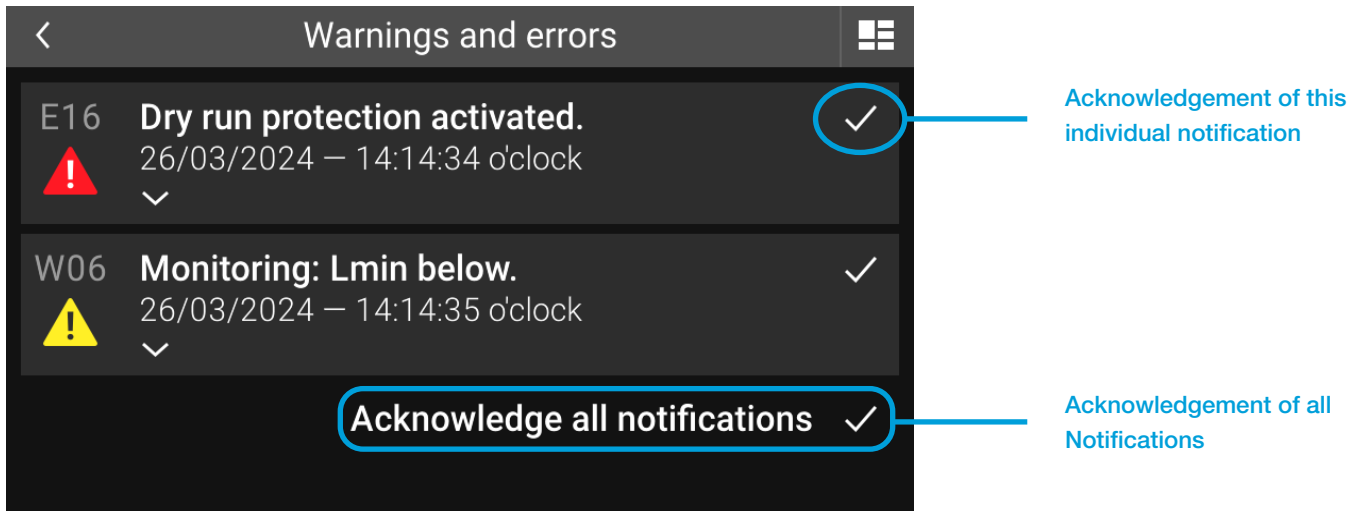 Warnings and errors
E16 Dry run protection activated.
26/03/2024 — 14:14:34 o'clock
Acknowledgement of this
individual notification
W06 Monitoring: Lmin below.
26/03/2024 — 14:14:35 o'clock
Acknowledge all notifications
Acknowledgement of all
Notifications